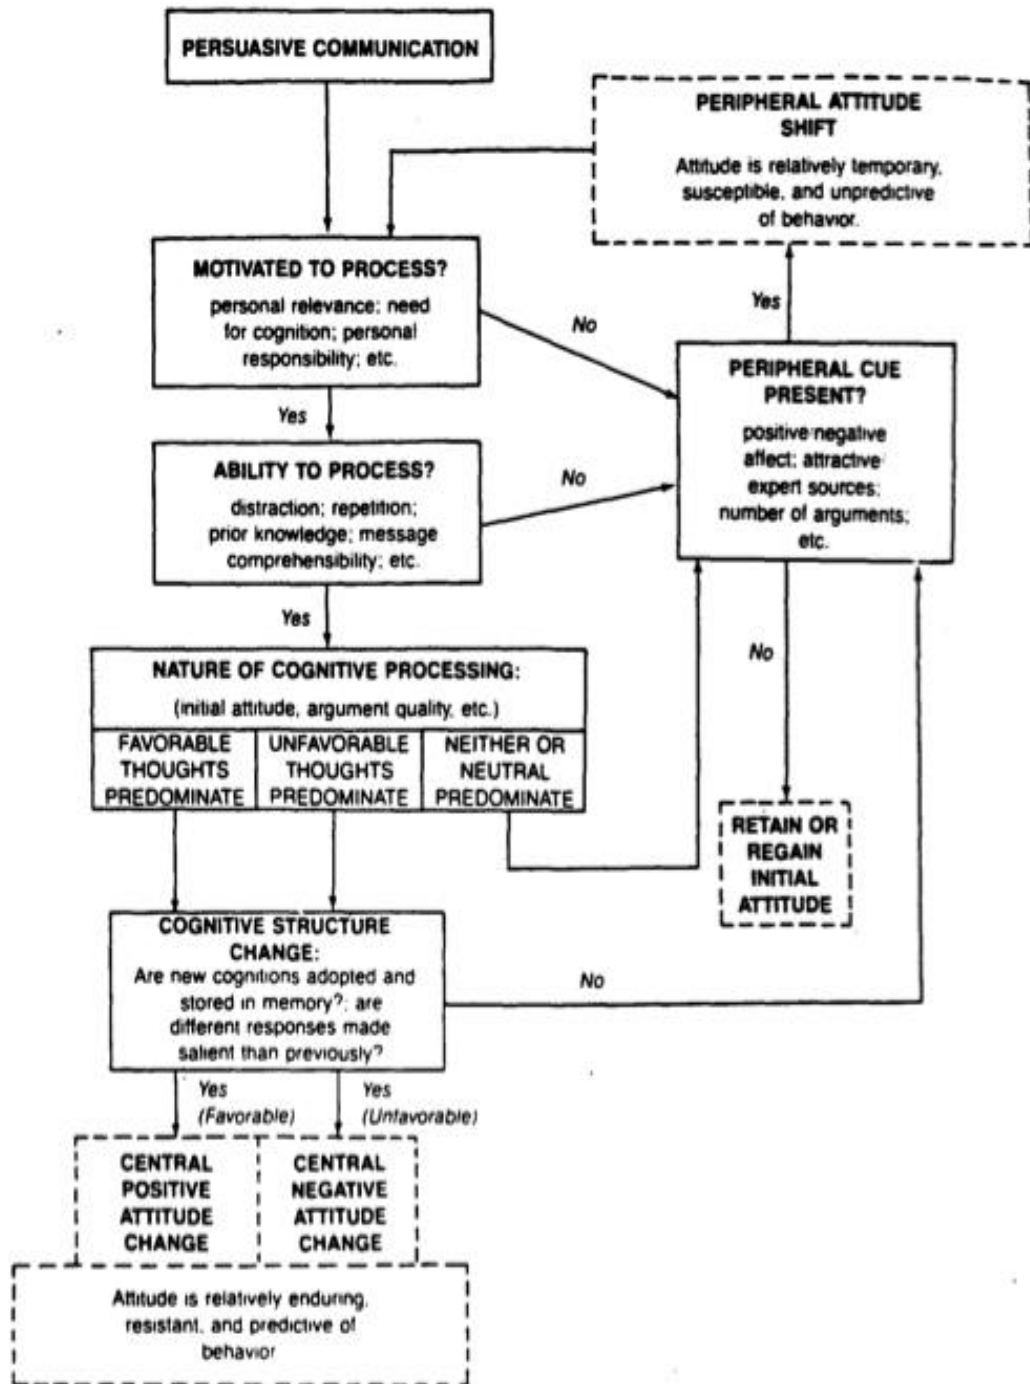 PERSUASIVE COMMUNICATION
PERIPHERAL ATTITUDE
SHIFT
Attitude is relatively temporary,
susceptible, and unpredictive
of behavior.
MOTIVATED TO PROCESS?
personal relevance; need
for cognition; personal
responsibility; etc.
No
Yes
PERIPHERAL CUE
PRESENT?
positive/negative
affect; attractive/
expert sources;
number of arguments;
etc.
Yes
ABILITY TO PROCESS?
distraction; repetition;
prior knowledge; message
comprehensibility; etc.
No
Yes
No
NATURE OF COGNITIVE PROCESSING:
(initial attitude, argument quality, etc.)
FAVORABLE
THOUGHTS
PREDOMINATE
UNFAVORABLE
THOUGHTS
PREDOMINATE
NEITHER OR
NEUTRAL
PREDOMINATE
RETAIN OR
REGAIN
INITIAL
ATTITUDE
COGNITIVE STRUCTURE
CHANGE:
Are new cognitions adopted and
stored in memory?; are
different responses made
salient than previously?
No
Yes
(Favorable)
Yes
(Unfavorable)
CENTRAL
POSITIVE
ATTITUDE
CHANGE
CENTRAL
NEGATIVE
ATTITUDE
CHANGE
Attitude is relatively enduring,
resistant, and predictive of
behavior